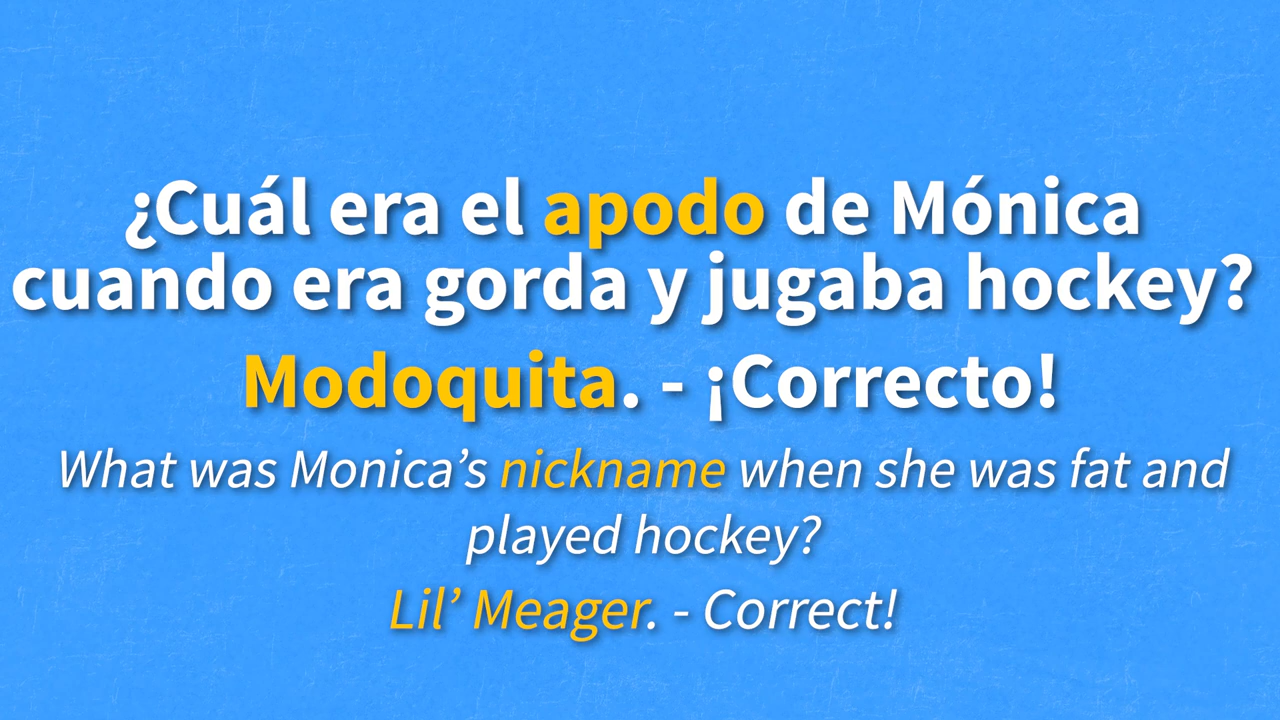 ¿Cuál era el apodo de Mónica
cuando era gorda y jugaba hockey?
Modoquita. - ¡Correcto!
What was Monica’s nickname when she was fat and
played hockey?
Lil’ Meager. - Correct!